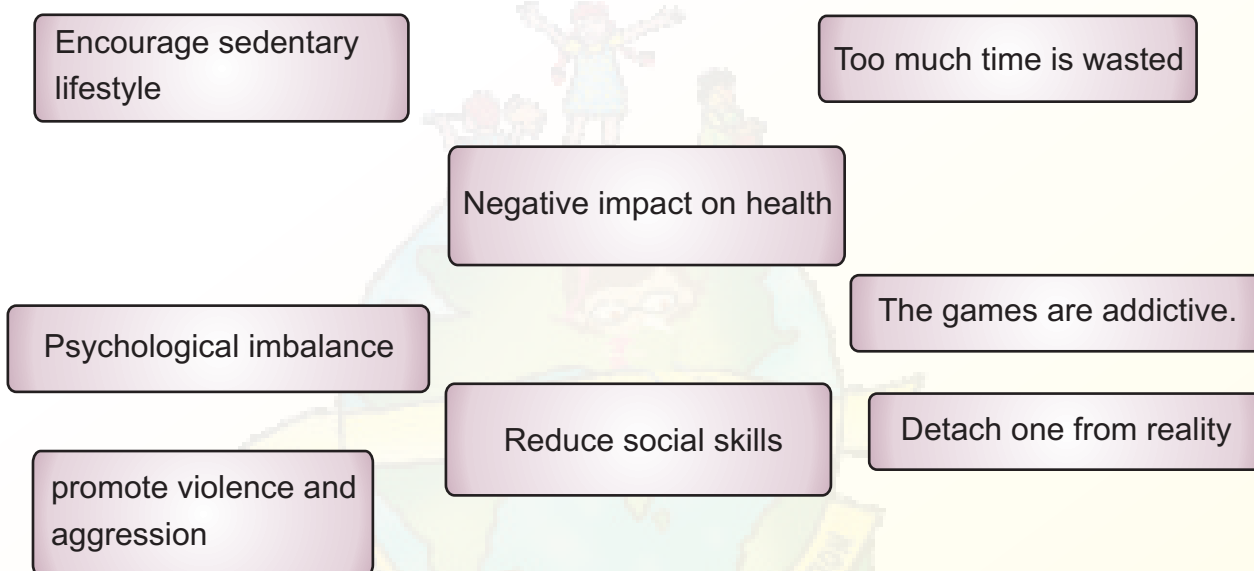 Encourage sedentary
lifestyle
Too much time is wasted
Negative impact on health
The games are addictive.
Psychological imbalance
Reduce social skills
Detach one from reality
promote violence and
aggression